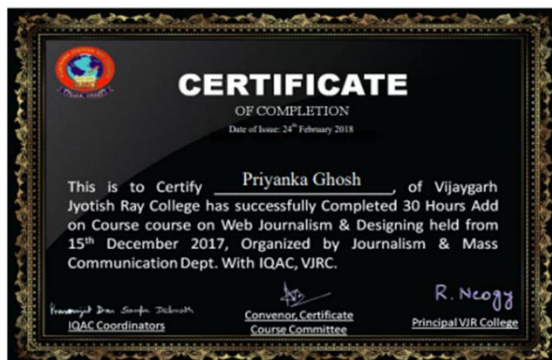 CERTIFICATE
OF COMPLETION
Date of Issue: 24th February 2018
This is to Certify Priyanka Ghosh, of Vijaygarh
Jyotish Ray College has successfully Completed 30 Hours Add
on Course course on Web Journalism & Designing held from
15th December 2017, Organized by Journalism & Mass
Communication Dept. With IQAC, VJRC.
R. Neogy
IQAC Coordinators
Convenor, Certificate
Course Committee
Principal VJR College